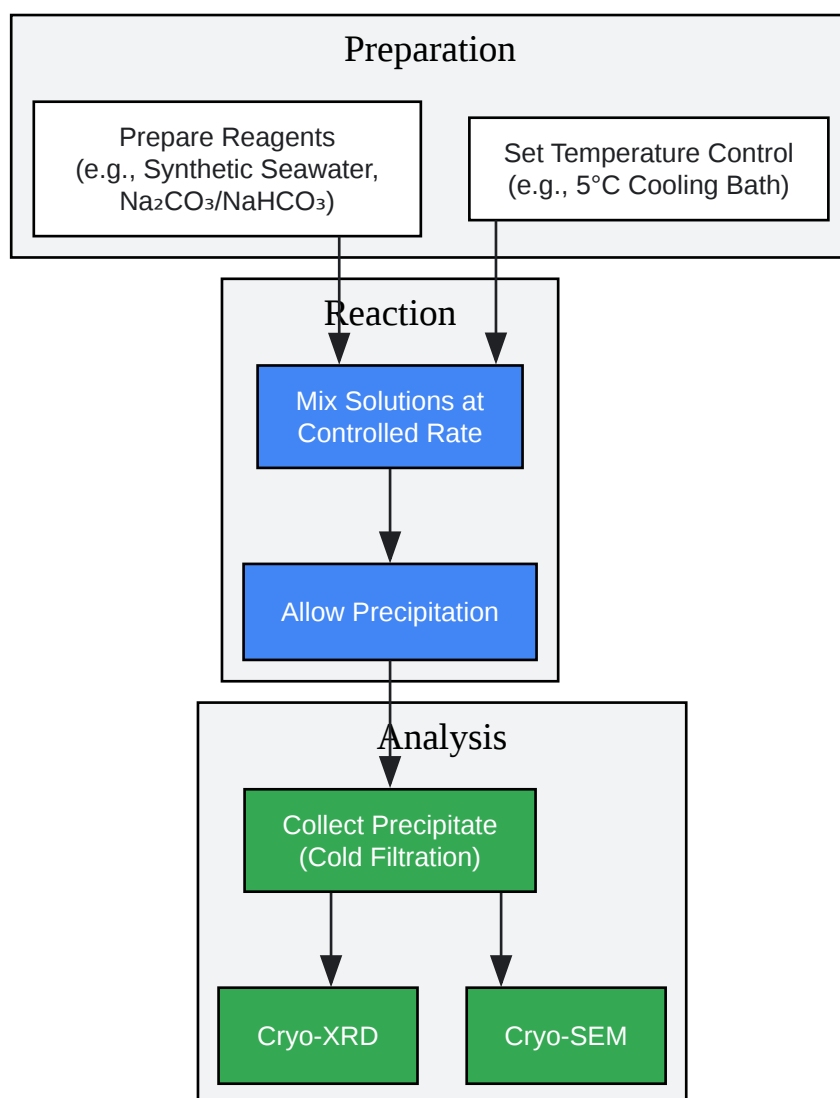 Preparation
Prepare Reagents
(e.g., Synthetic Seawater,
Na₂CO₃/NaHCO₃)
Set Temperature Control
(e.g., 5°C Cooling Bath)
Reaction
Mix Solutions at
Controlled Rate
Allow Precipitation
Analysis
Collect Precipitate
(Cold Filtration)
Cryo-XRD
Cryo-SEM